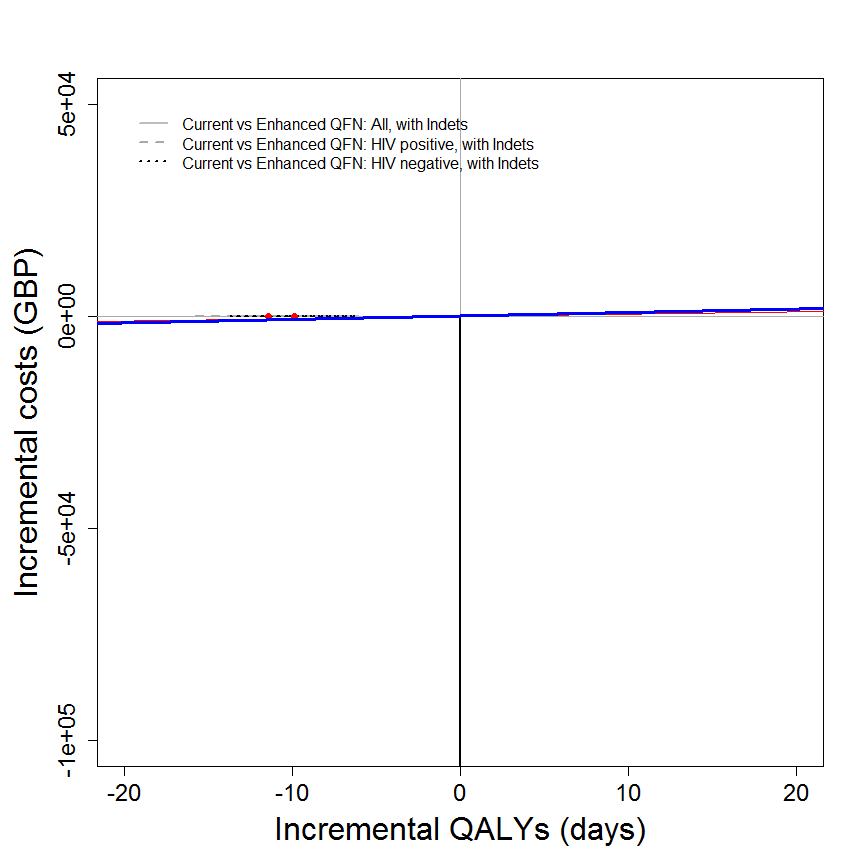 Current vs Enhanced QFN: All, with Indets
Current vs Enhanced QFN: HIV positive, with Indets
Current vs Enhanced QFN: HIV negative, with Indets
5e+04
0e+00
-5e+04
-1e+05
Incremental costs (GBP)
-20 -10 0 10 20
Incremental QALYs (days)